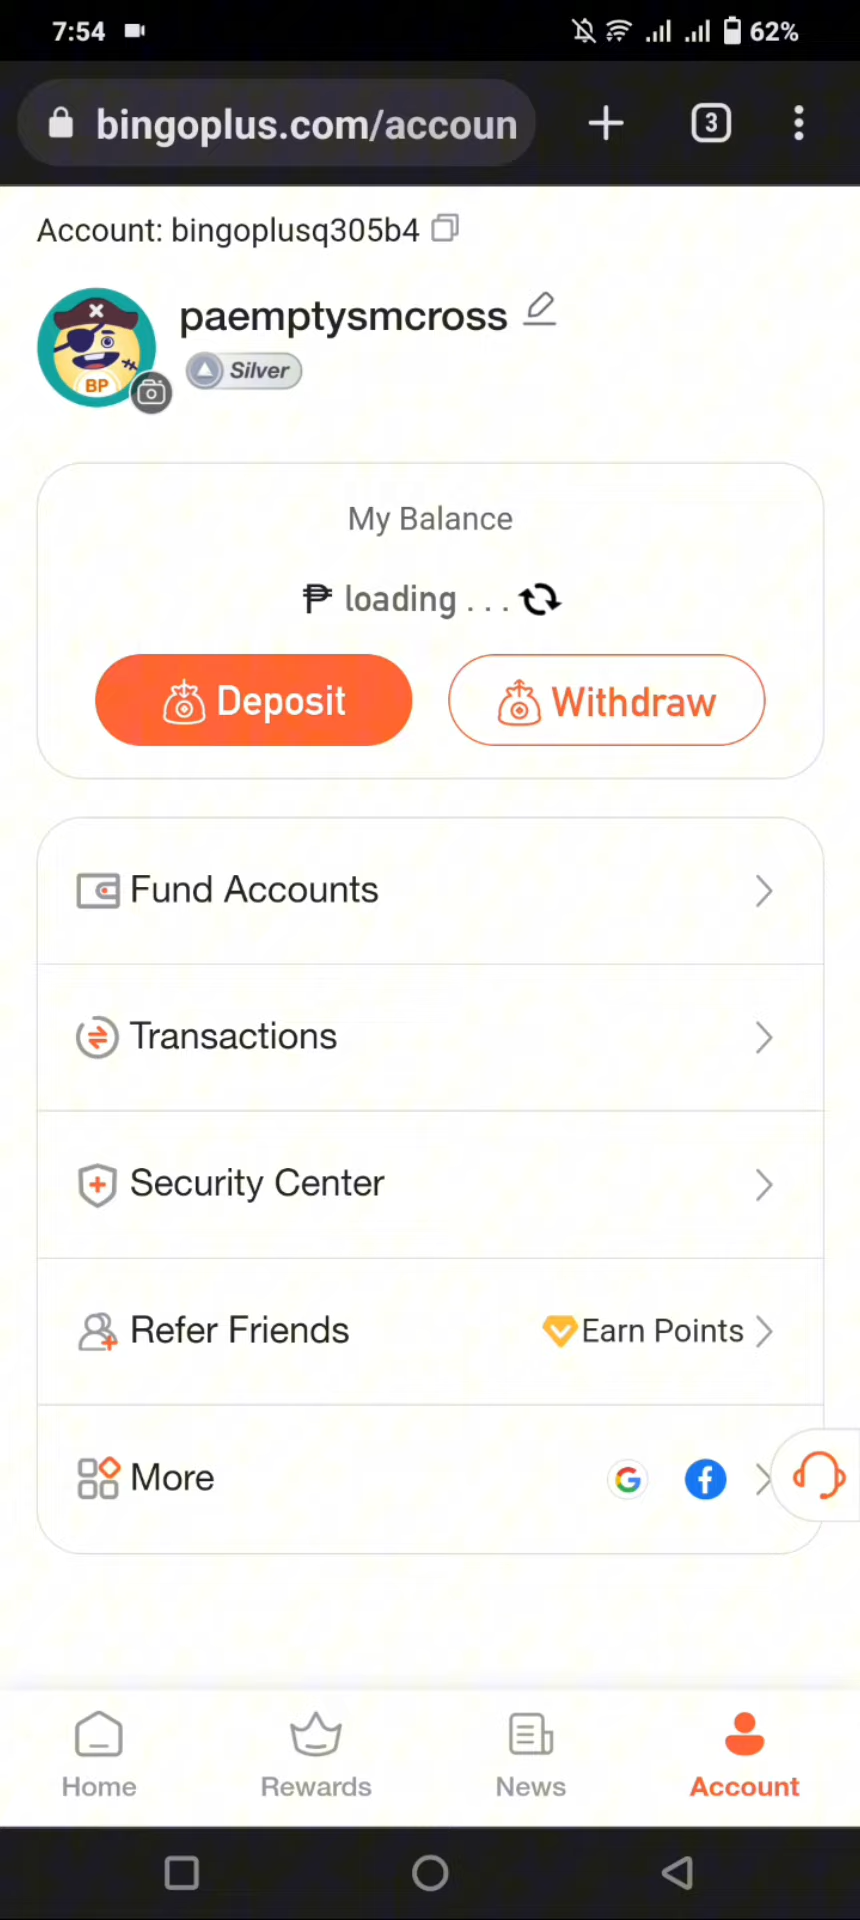 7:54
62%
bingoplus.com/accoun
3
Account: bingoplusq305b4
paemptysmcross
BP
Silver
My Balance
₱ loading . . .
Deposit
Withdraw
Fund Accounts
Transactions
Security Center
Refer Friends
Earn Points
More
Home
Rewards
News
Account